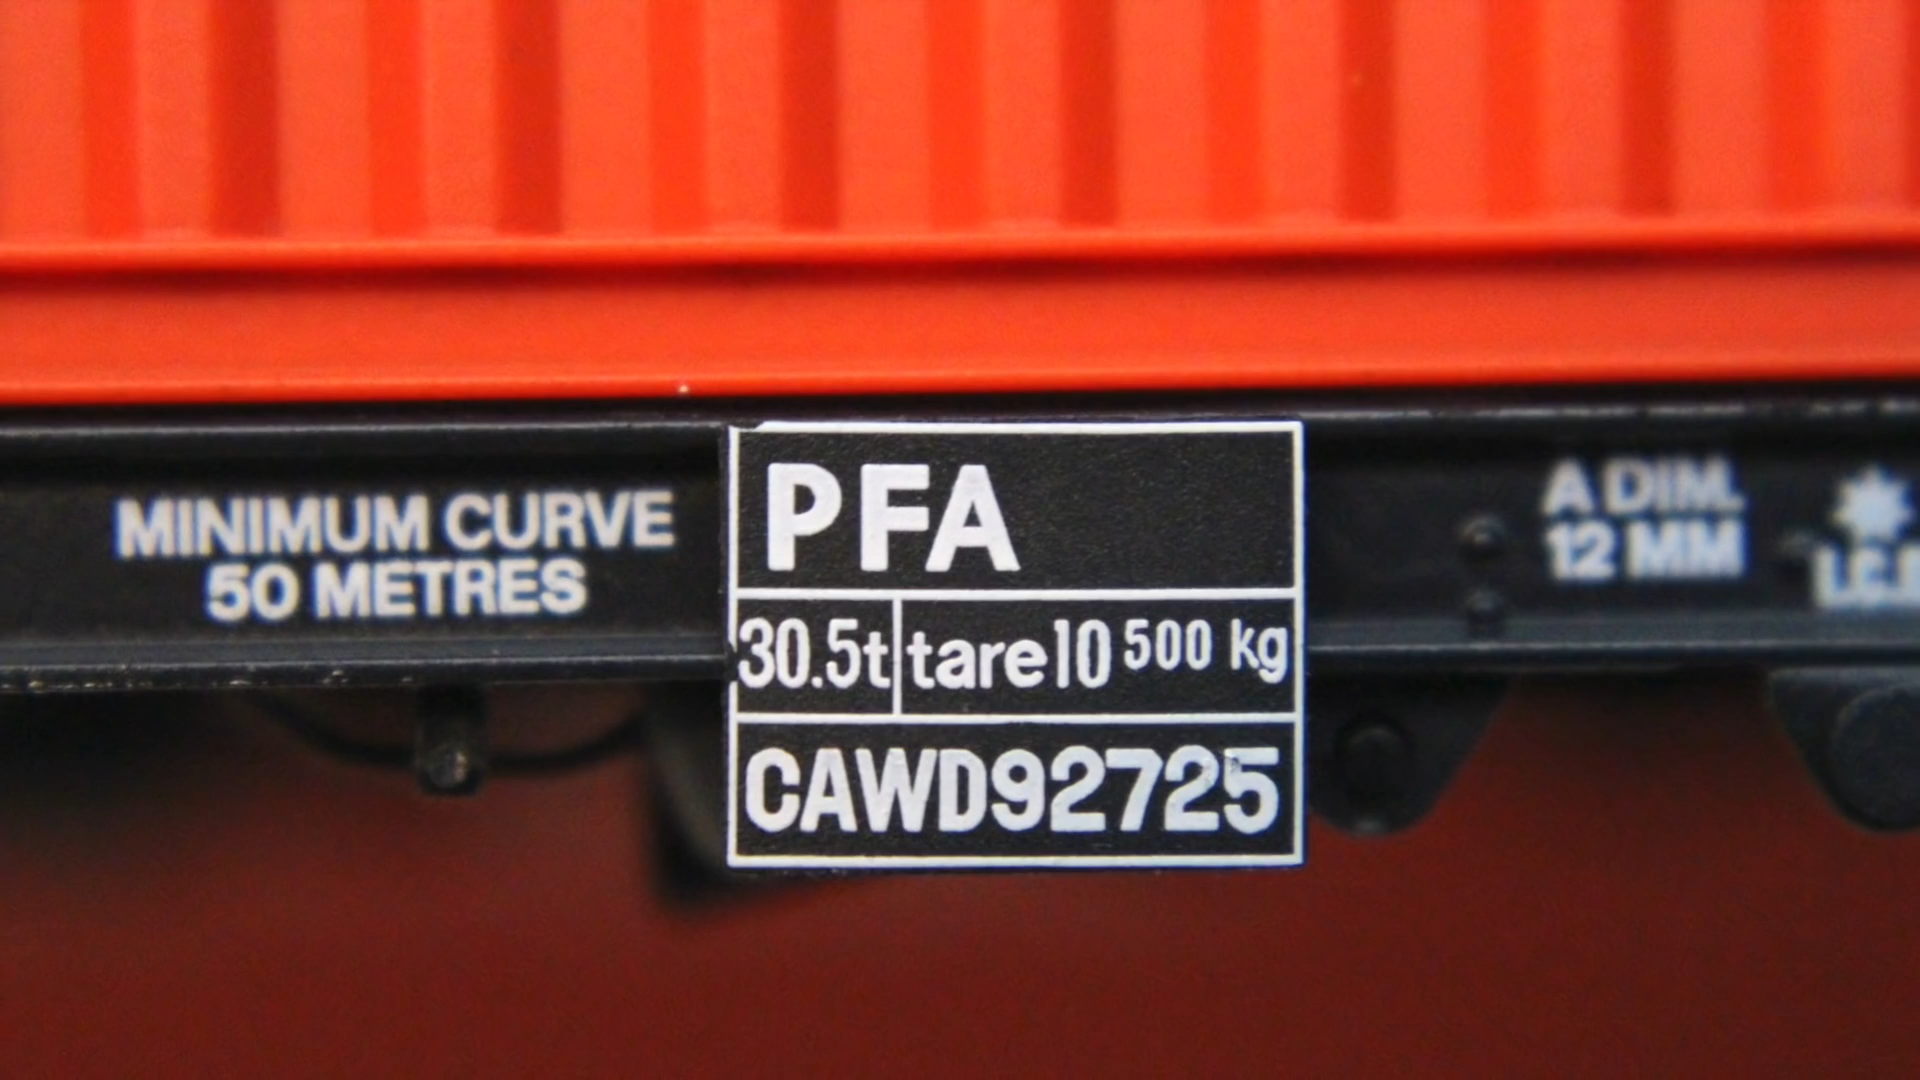 MINIMUM CURVE
50 METRES
PFA
30.5t tare 10 500 kg
CAWD92725
A DIM.
12 MM